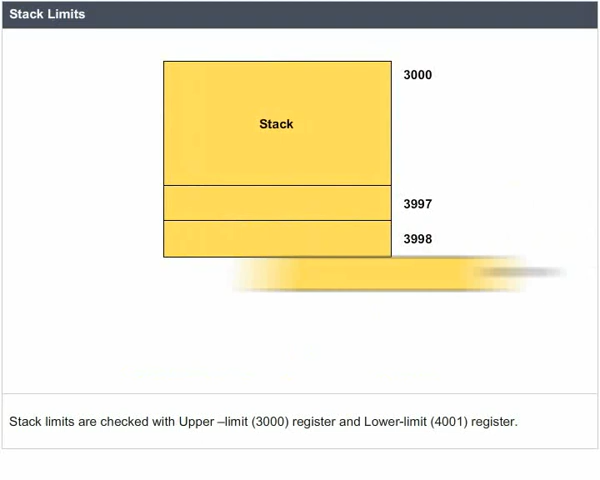 Stack Limits
3000
Stack
3997
3998
Stack limits are checked with Upper –limit (3000) register and Lower-limit (4001) register.